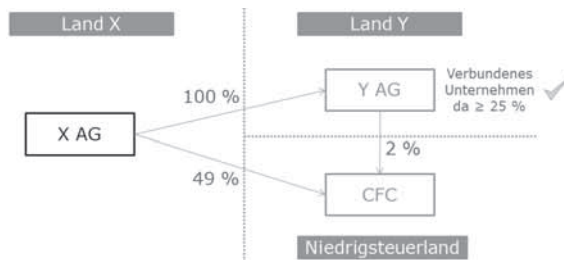 Land X
Land Y
100 %
Y AG
Verbundenes
Unternehmen
da ≥ 25 %
X AG
2 %
49 %
CFC
Niedrigsteuerland